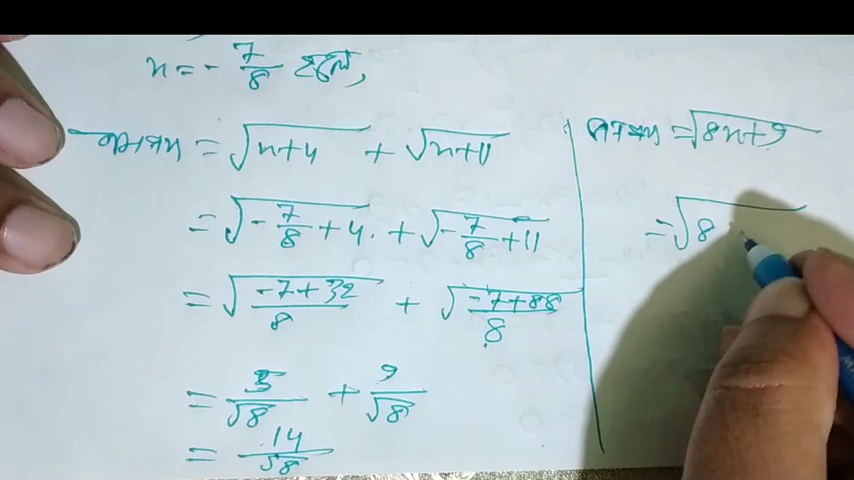 x = - 7/8 হলে,
বামপক্ষ = √(x+4) + √(x+11)
= √(-7/8 + 4) + √(-7/8 + 11)
= √((-7+32)/8) + √((-7+88)/8)
= 5/√8 + 9/√8
= 14/√8
ডানপক্ষ = √(8x+9)
= √8